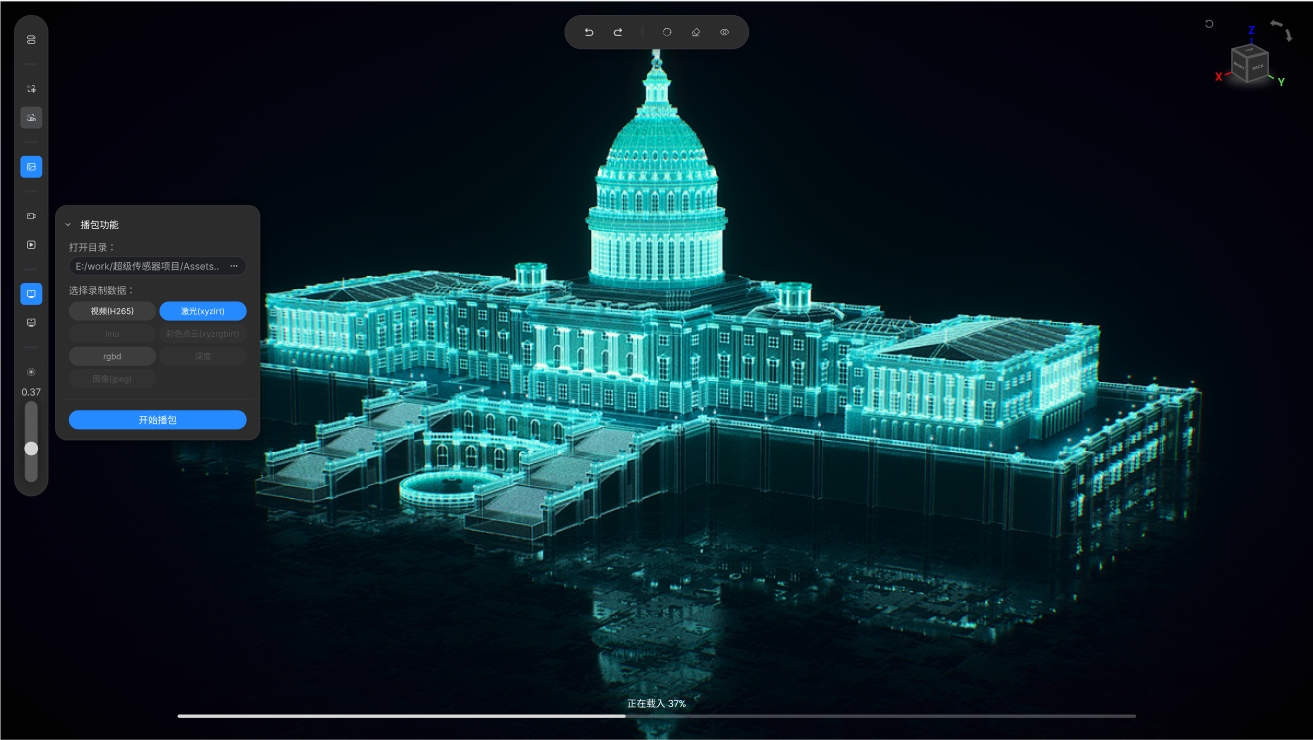 Z
X
Y
BACK
播包功能
打开目录：
E:/work/超级传感器项目/Assets..
选择录制数据：
视频(H265) 激光(xyzirt)
imu 彩色点云(xyzrgbirt)
rgbd 深度
图像(jpeg)
开始播包
0.37
正在载入 37%